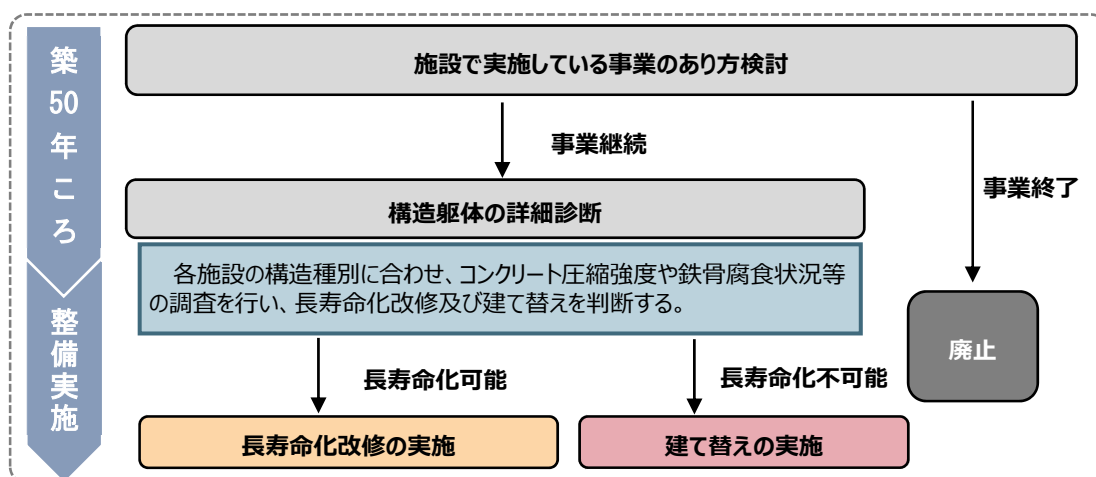 築50年ころ
施設で実施している事業のあり方検討
事業継続
事業終了
構造躯体の詳細診断
各施設の構造種別に合わせ、コンクリート圧縮強度や鉄骨腐食状況等
の調査を行い、長寿命化改修及び建て替えを判断する。
整備実施
廃止
長寿命化可能
長寿命化不可能
長寿命化改修の実施
建て替えの実施